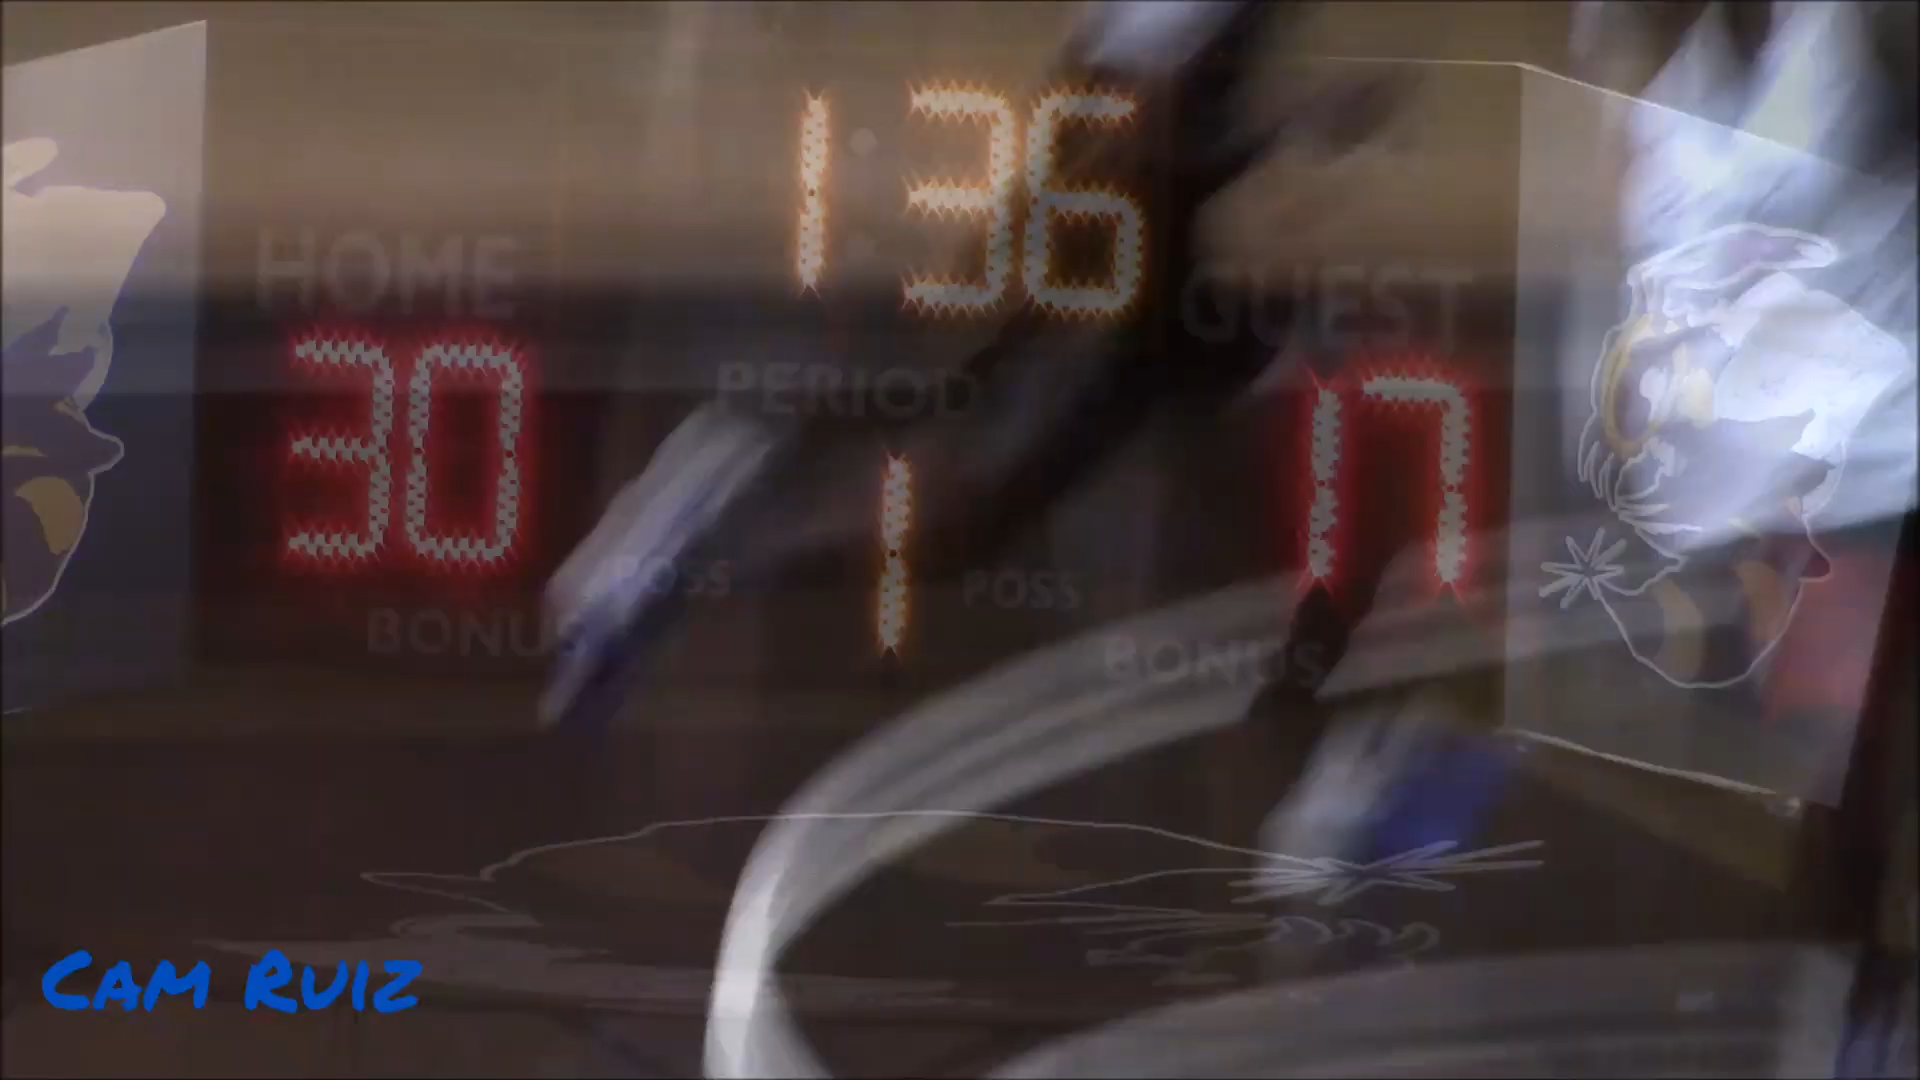 1:36
HOME
GUEST
30
PERIOD
17
1
POSS
POSS
BONUS
BONUS
Cam Ruiz